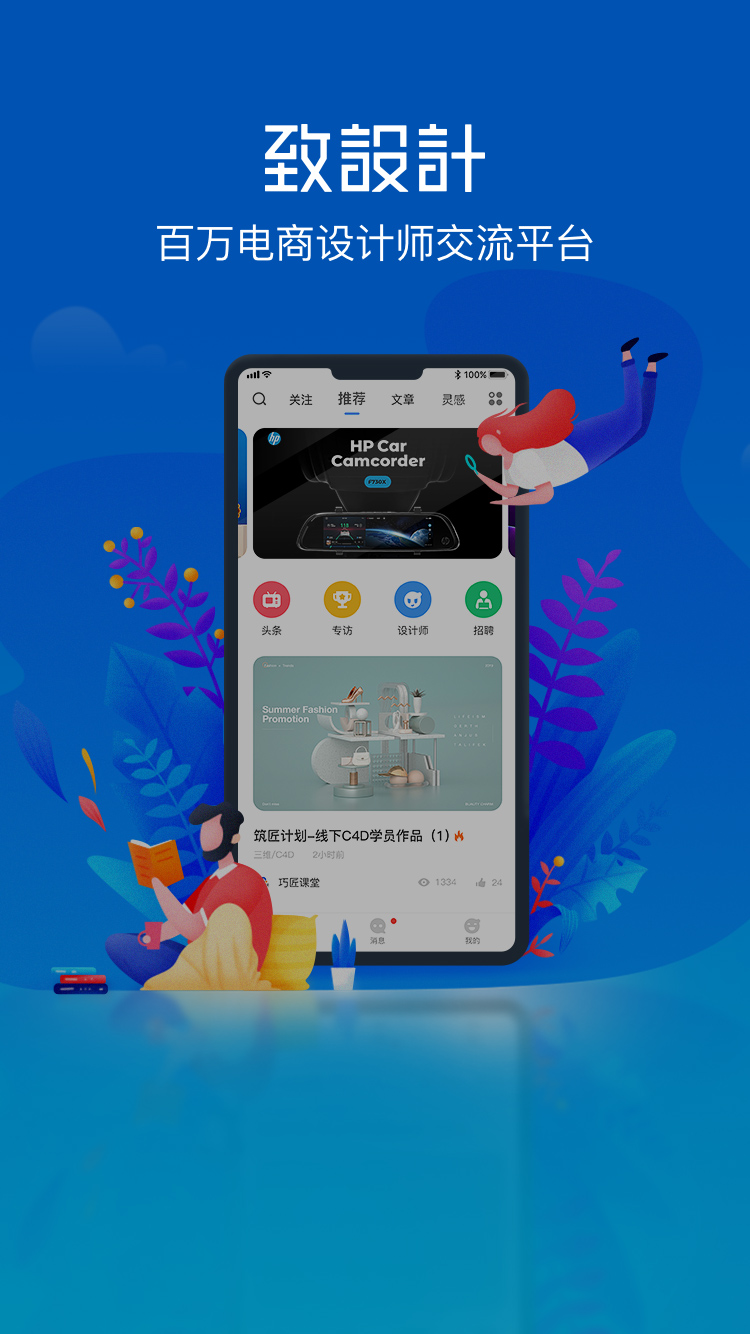 致設計
百万电商设计师交流平台
100%
关注 推荐 文章 灵感
hp
HP Car
Camcorder
F730X
头条 专访 设计师 招聘
Summer Fashion
Promotion
筑匠计划-线下C4D学员作品（1）
三维/C4D 2小时前
巧匠课堂 1334 24
消息 我的